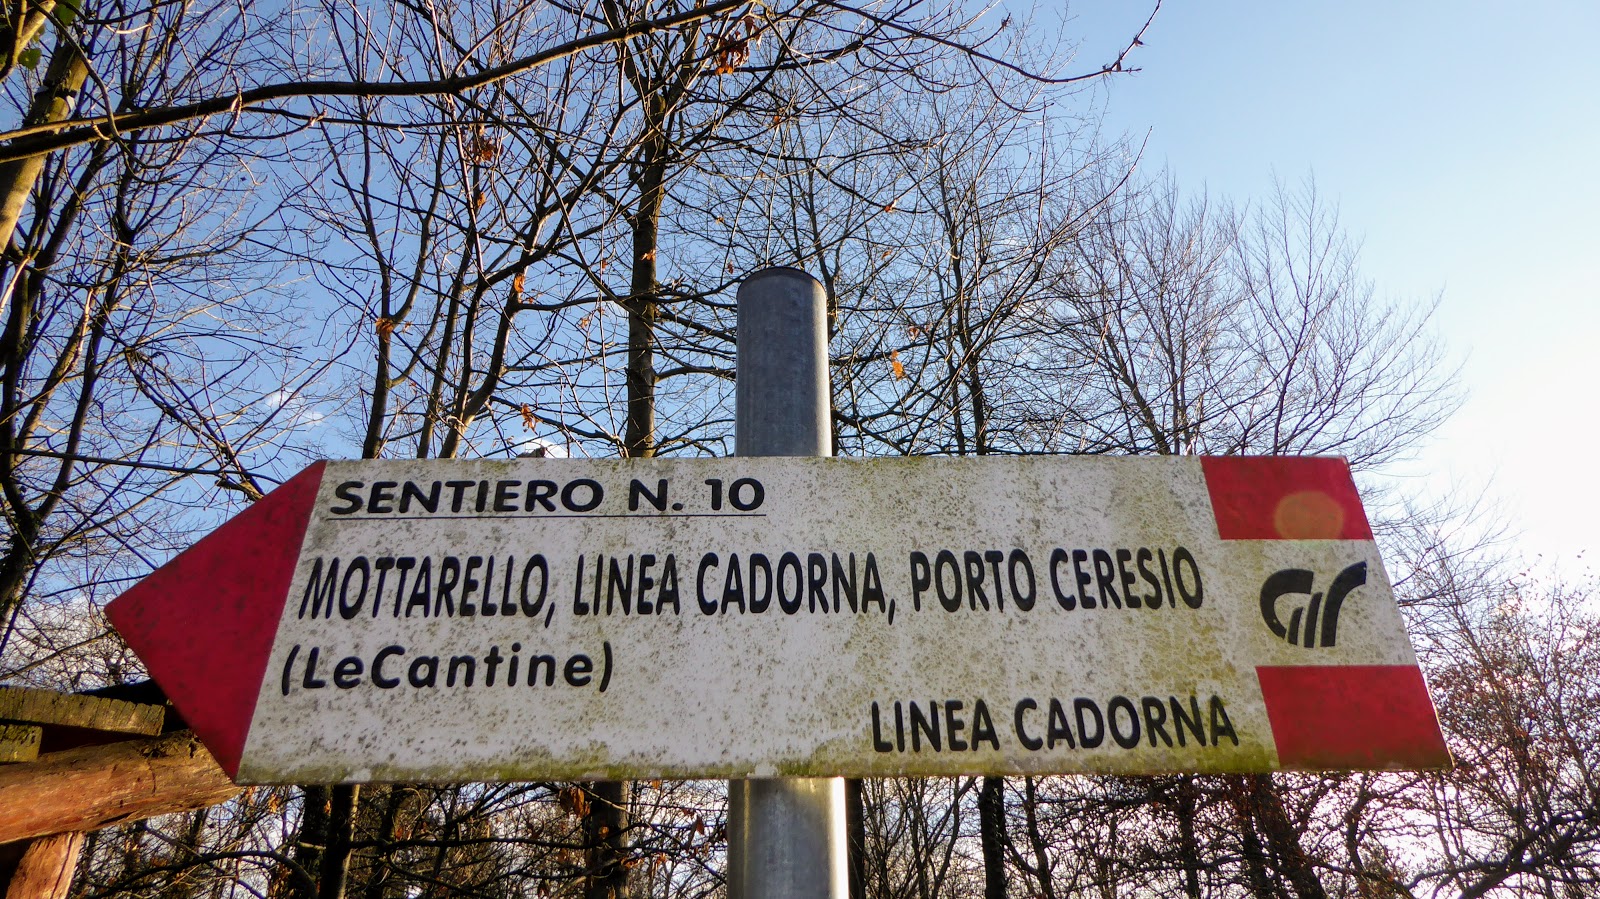 SENTIERO N. 10
MOTTARELLO, LINEA CADORNA, PORTO CERESIO
(LeCantine)
LINEA CADORNA